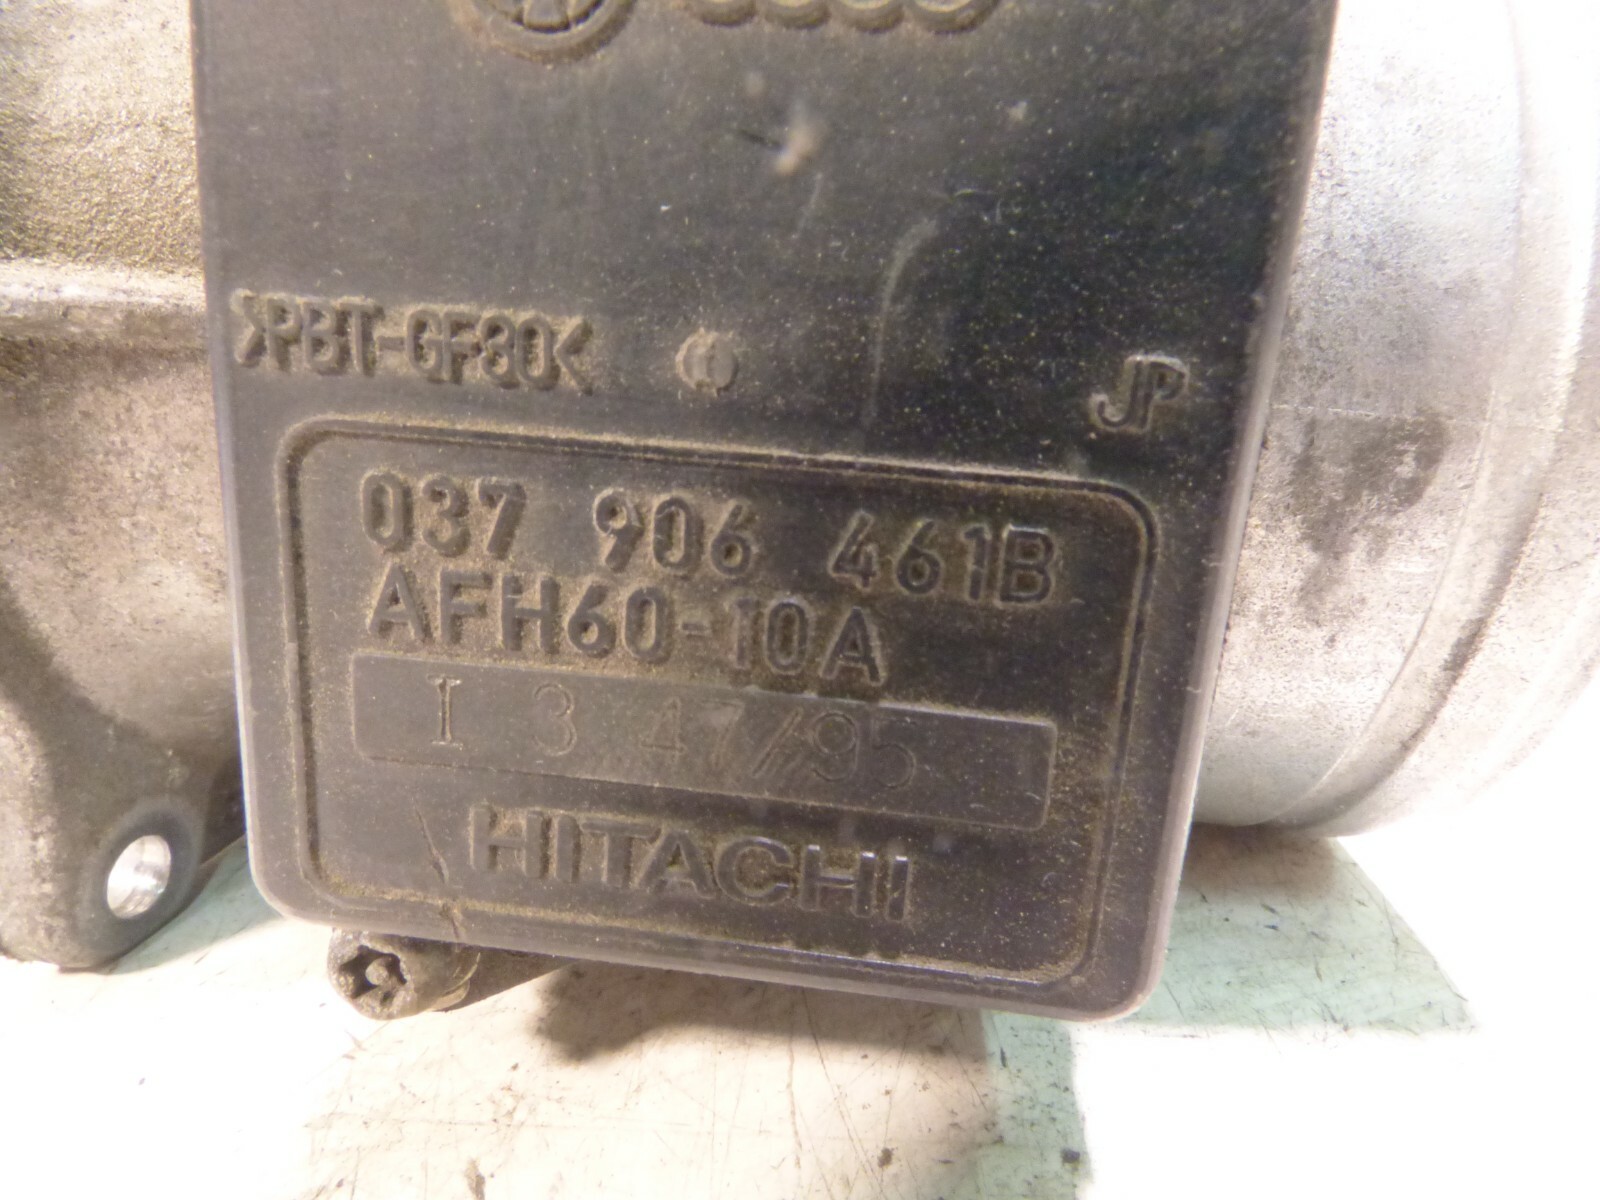 >PBT-GF30<
JP
037 906 461B
AFH60-10A
I 3 47/95
HITACHI